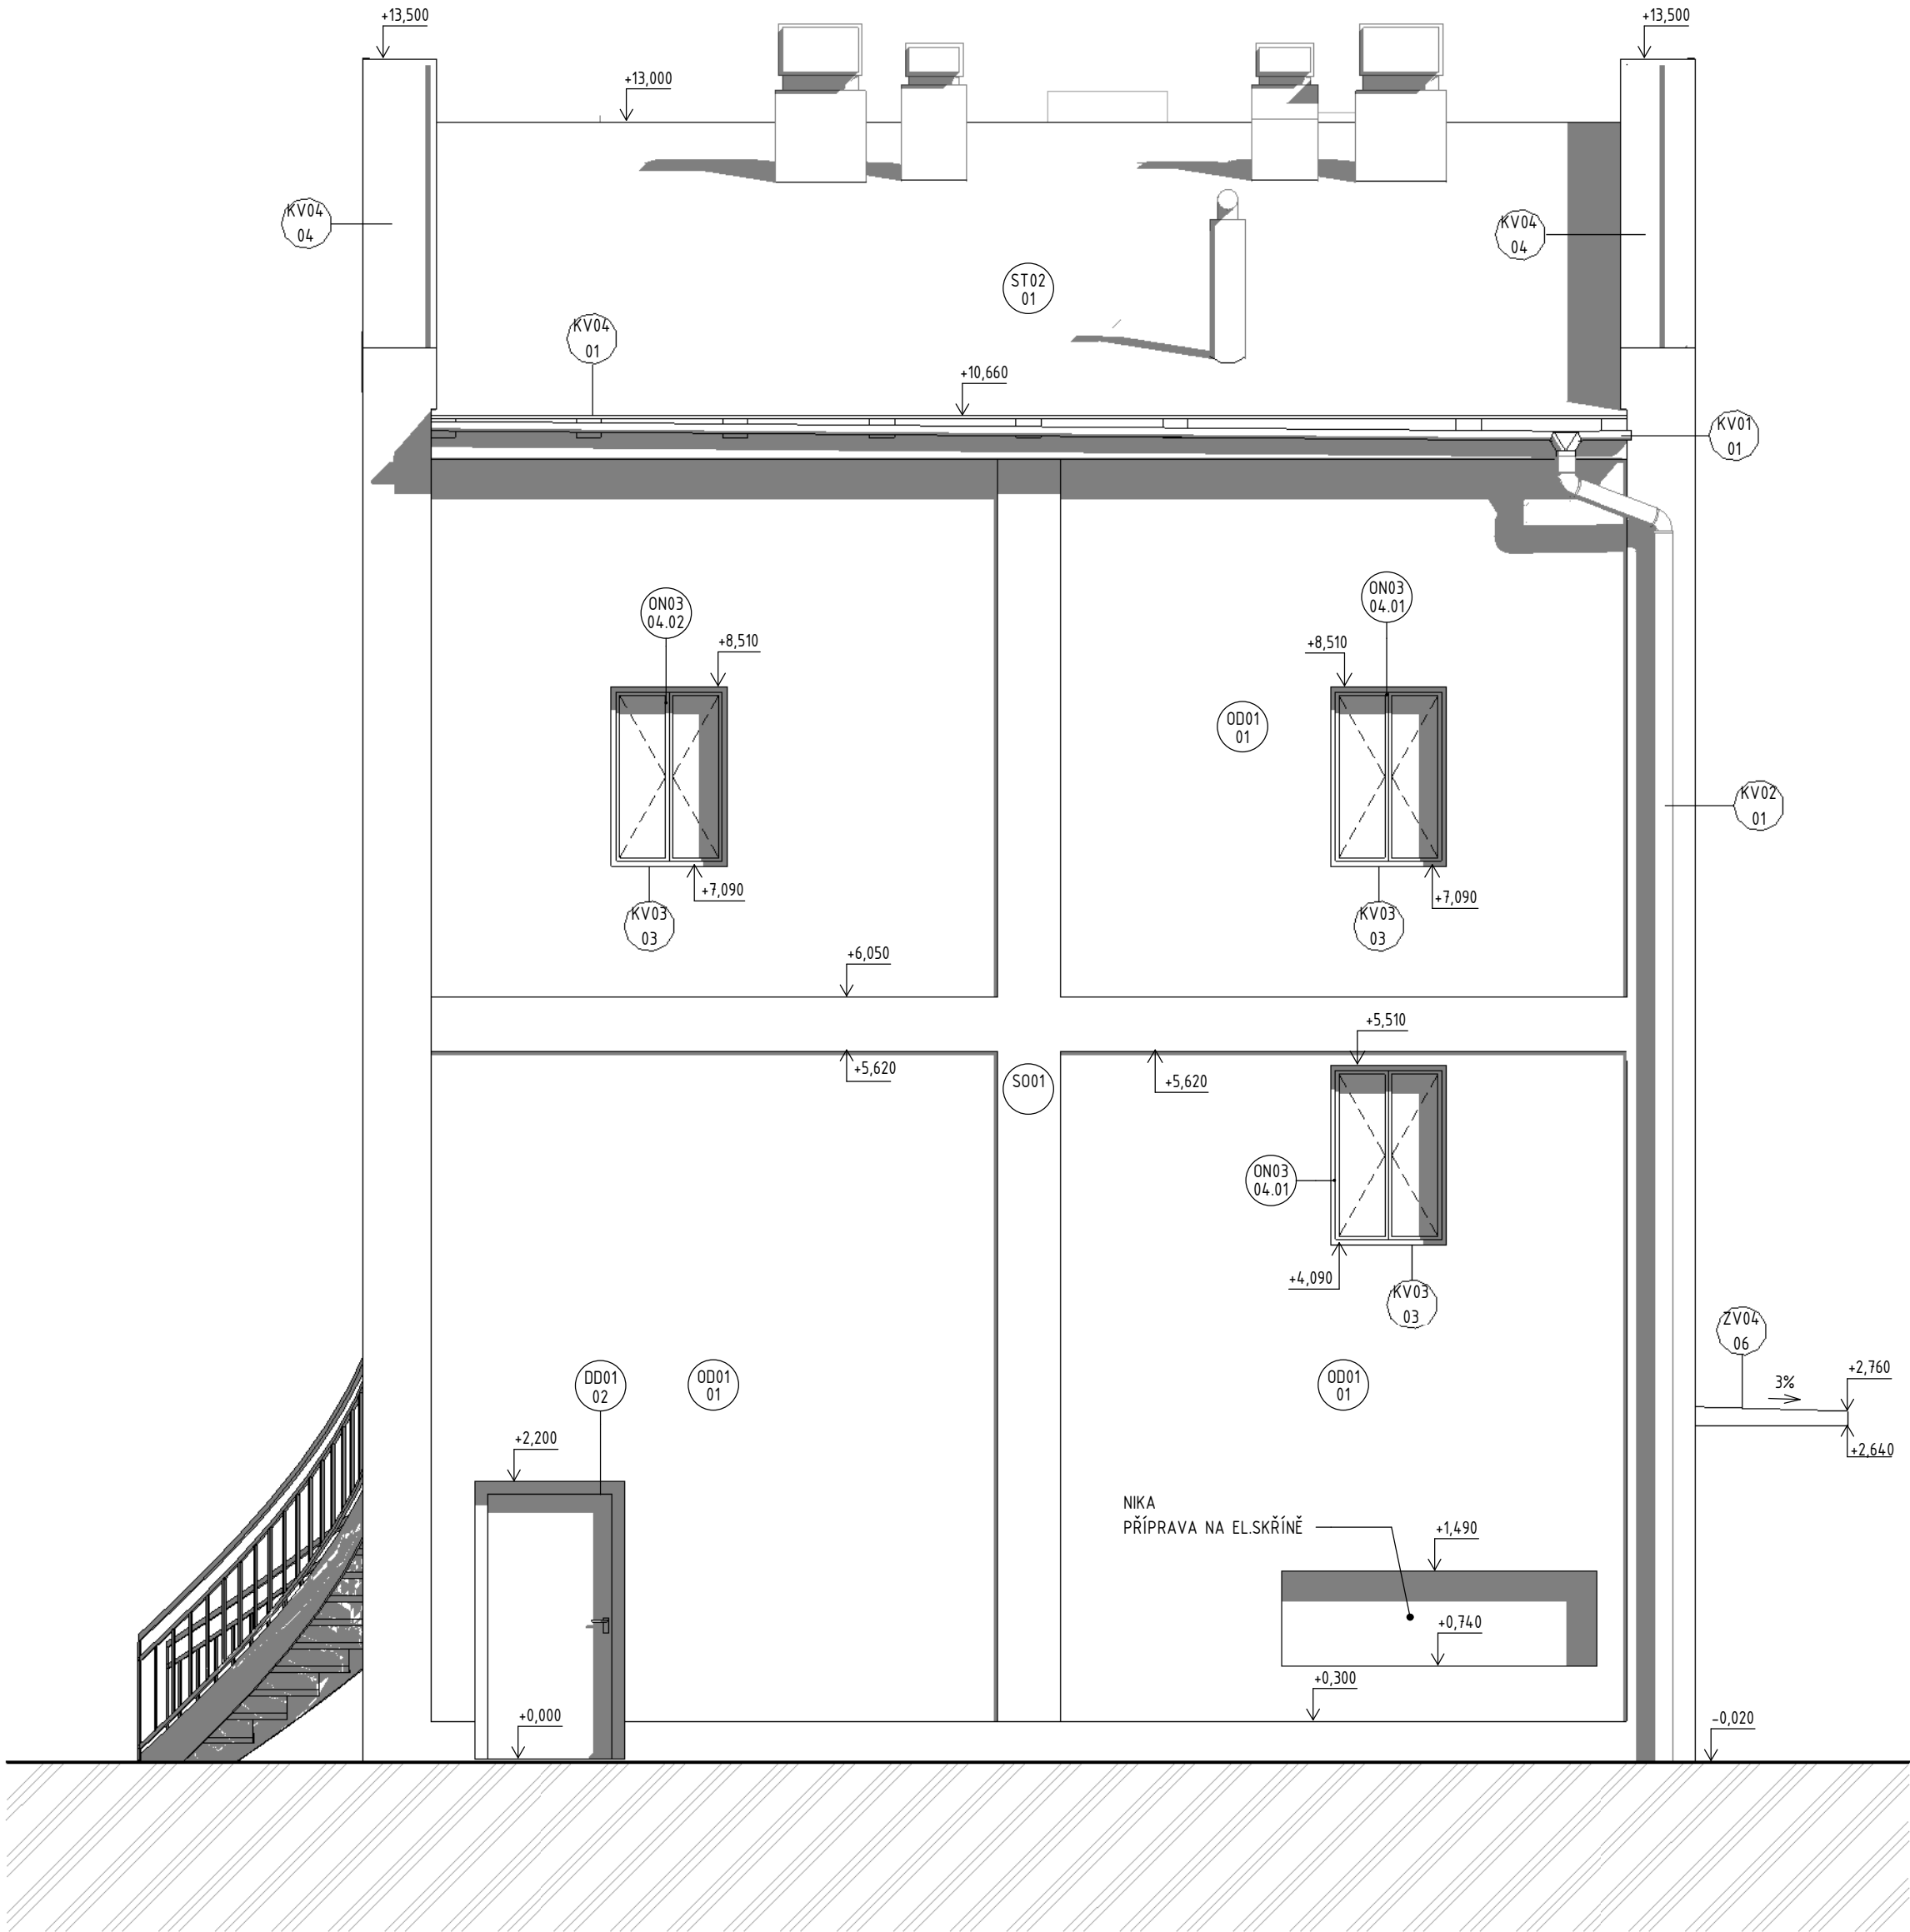 +13,500
+13,500
+13,000
KV04
04
KV04
04
ST02
01
KV04
01
+10,660
KV01
01
ON03
04.02
ON03
04.01
+8,510
+8,510
OD01
01
KV02
01
+7,090
+7,090
KV03
03
KV03
03
+6,050
+5,510
+5,620
+5,620
SO01
ON03
04.01
+4,090
KV03
03
ZV04
06
+2,760
3%
DD01
02
OD01
01
OD01
01
+2,200
+2,640
NIKA
PŘÍPRAVA NA EL.SKŘÍNĚ
+1,490
+0,740
+0,300
+0,000
-0,020